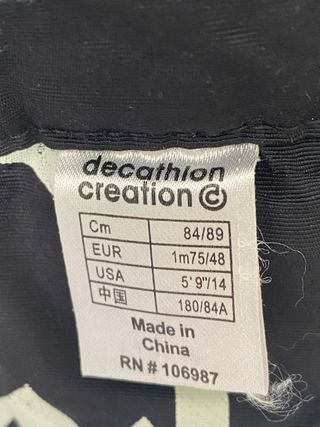 decathlon
creation ©
Cm 84/89
EUR 1m75/48
USA 5'9"/14
中国 180/84A
Made in
China
RN # 106987